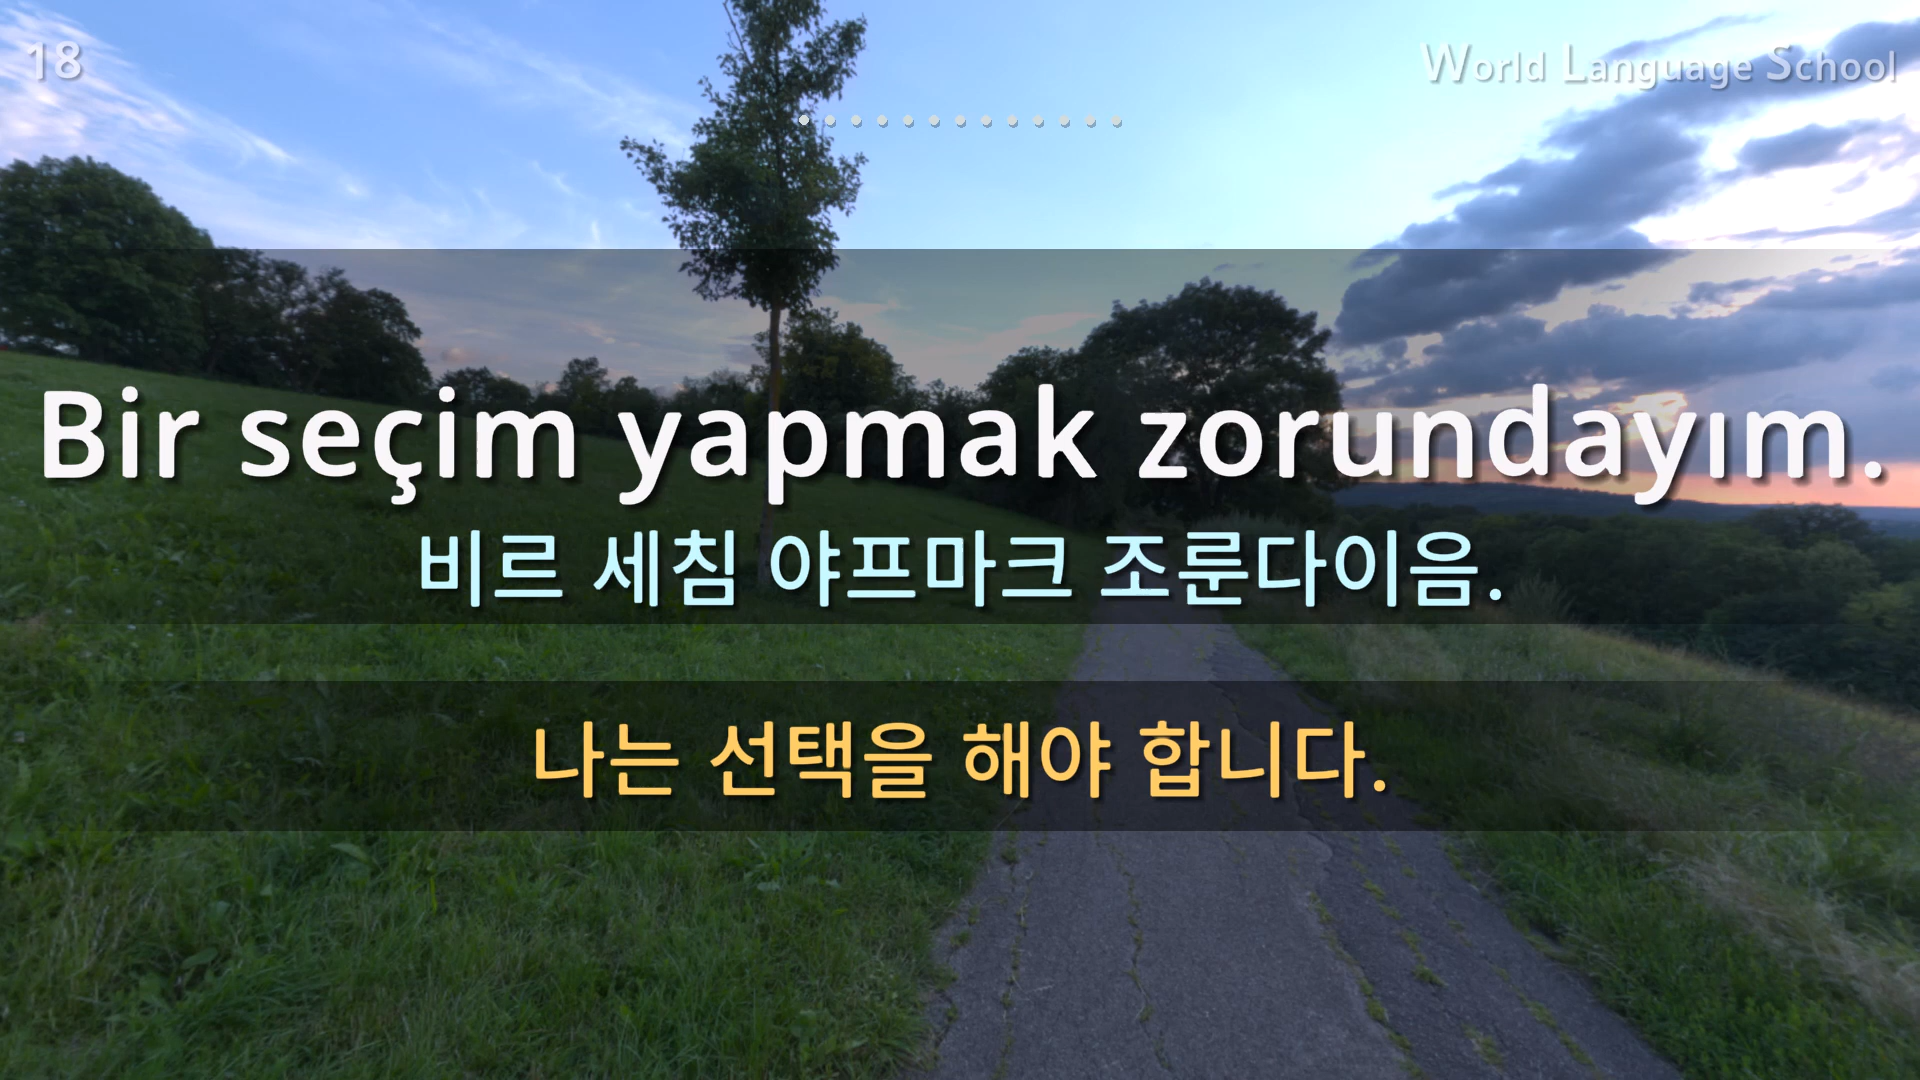 18
World Language School
Bir seçim yapmak zorundayım.
비르 세침 야프마크 조룬다이음.
나는 선택을 해야 합니다.